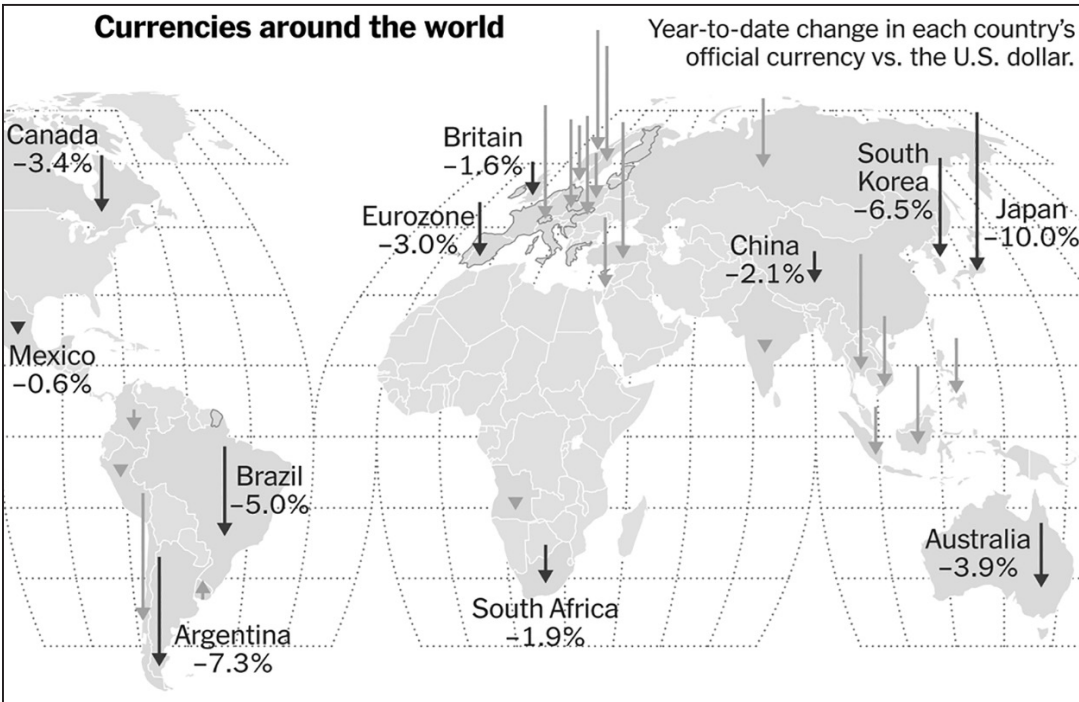 Currencies around the world
Year-to-date change in each country's
official currency vs. the U.S. dollar.
Canada
–3.4%
Britain
–1.6%
South
Korea
–6.5%
Eurozone
–3.0%
Japan
–10.0%
China
–2.1%
Mexico
–0.6%
Brazil
–5.0%
Australia
–3.9%
South Africa
–1.9%
Argentina
–7.3%